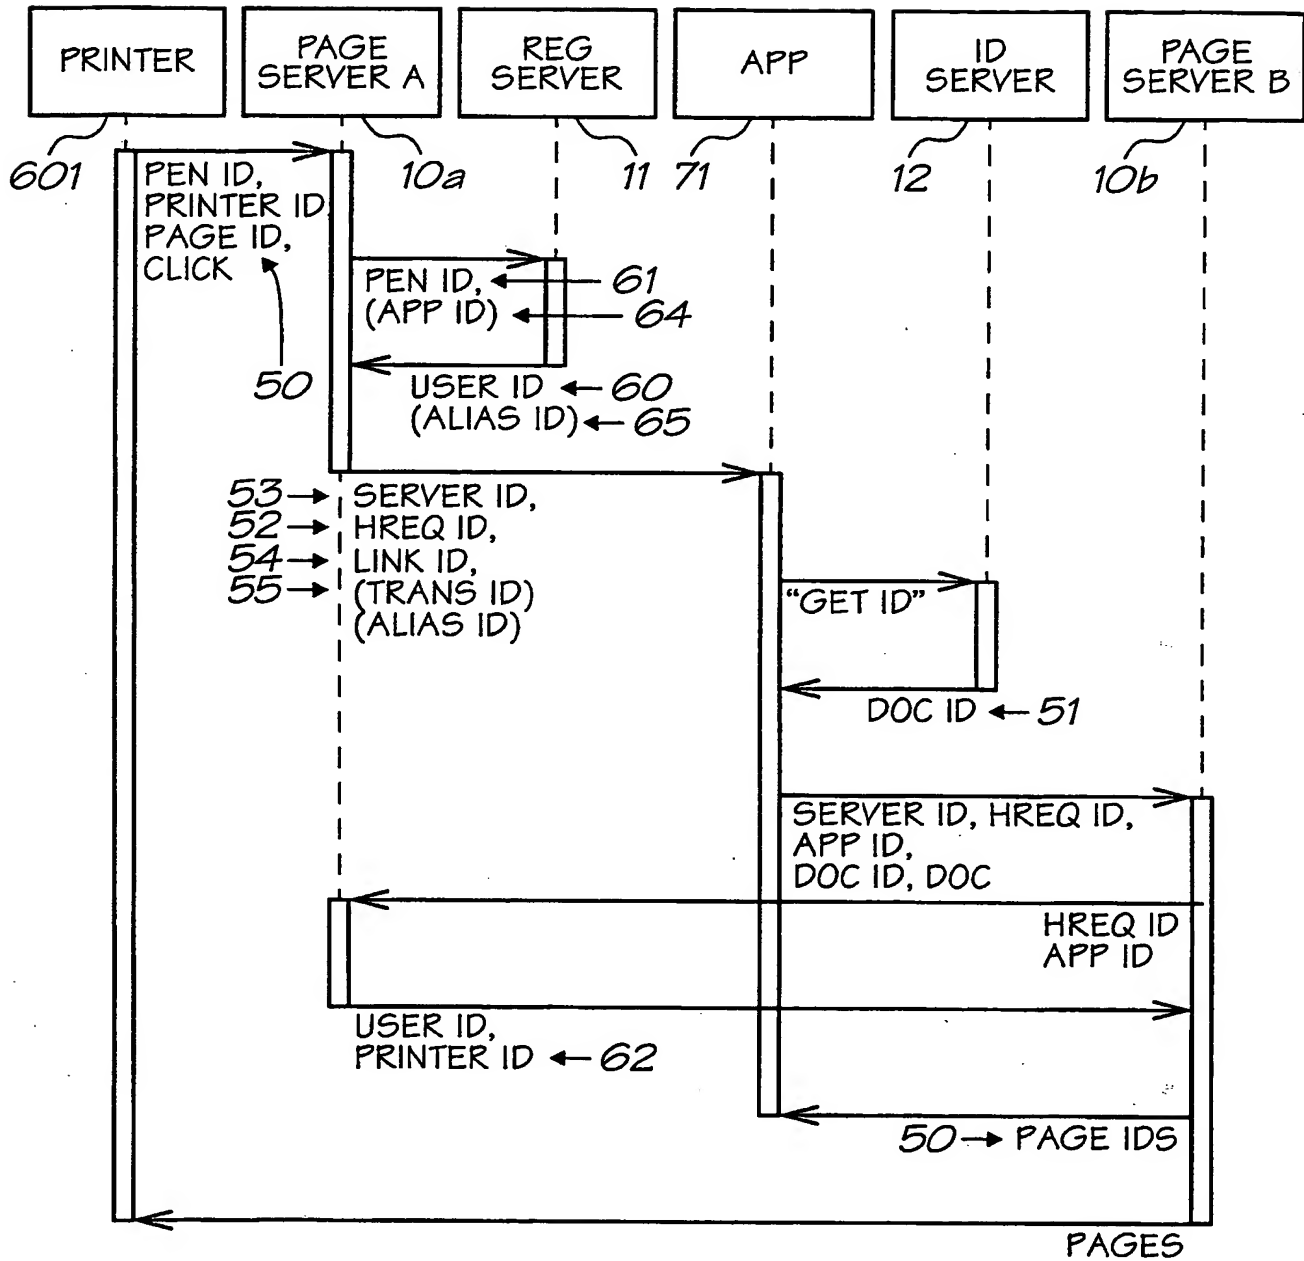 PRINTER
PAGE
SERVER A
REG
SERVER
APP
ID
SERVER
PAGE
SERVER B
601
10a
11
71
12
10b
PEN ID,
PRINTER ID
PAGE ID,
CLICK
50
PEN ID, 61
(APP ID) 64
USER ID 60
(ALIAS ID) 65
53 SERVER ID,
52 HREQ ID,
54 LINK ID,
55 (TRANS ID)
(ALIAS ID)
“GET ID”
DOC ID 51
SERVER ID, HREQ ID,
APP ID,
DOC ID, DOC
HREQ ID
APP ID
USER ID,
PRINTER ID 62
50 PAGE IDS
PAGES